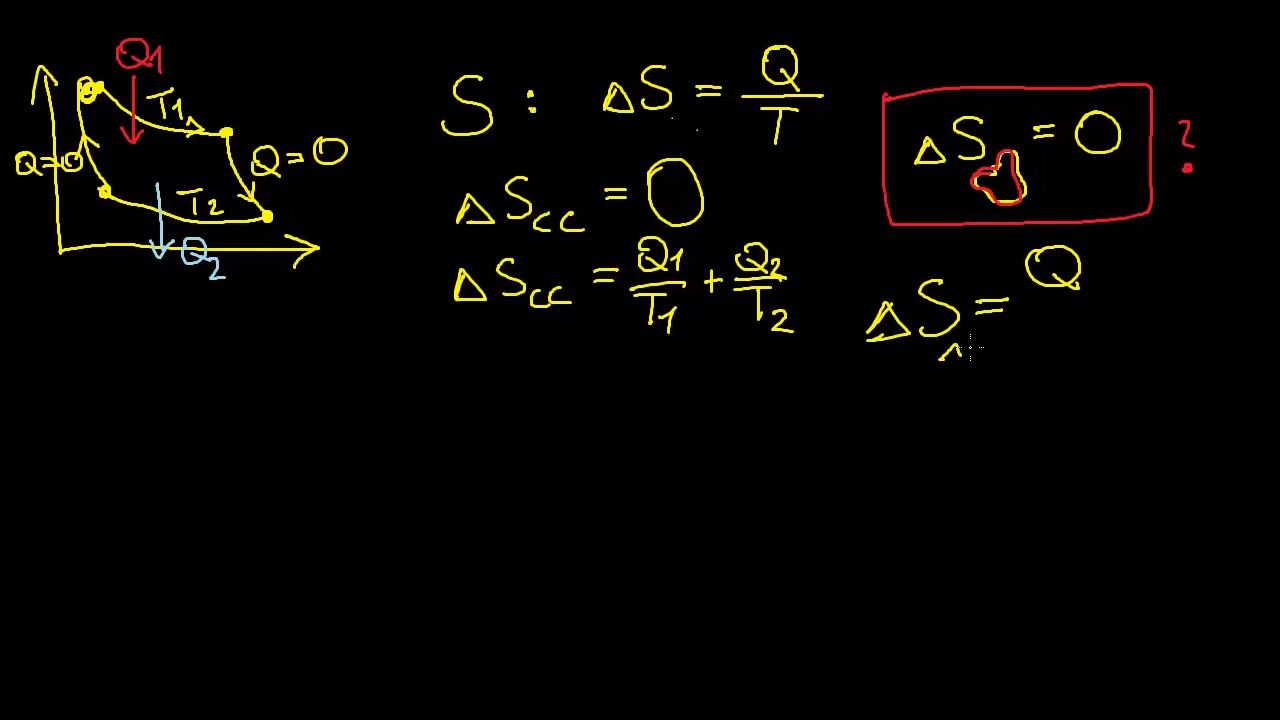 Q1
T1
Q=0
Q=0
T2
Q2
S : ΔS = Q/T
ΔScc = 0
ΔScc = Q1/T1 + Q2/T2
ΔS = 0
?
ΔS = Q